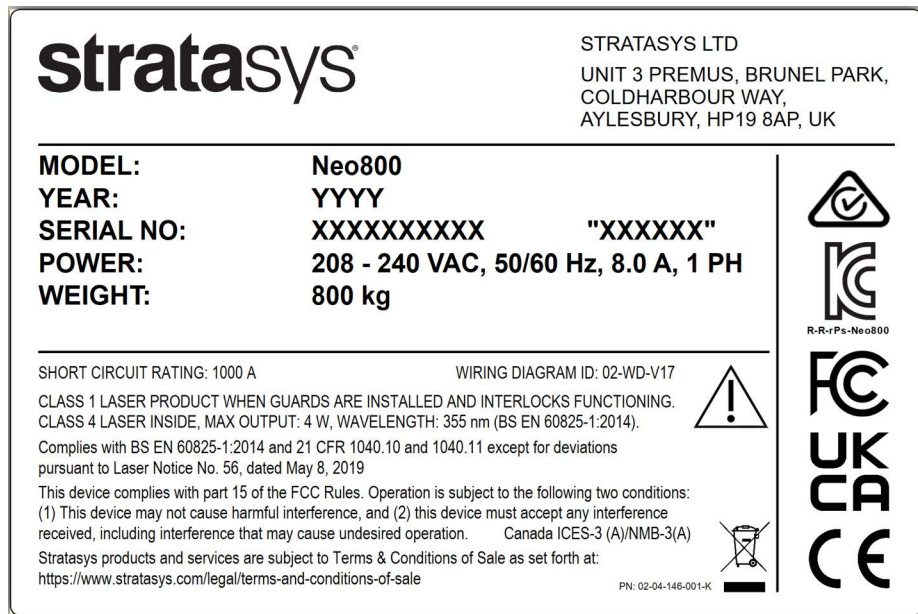 stratasys
STRATASYS LTD
UNIT 3 PREMUS, BRUNEL PARK,
COLDHARBOUR WAY,
AYLESBURY, HP19 8AP, UK
MODEL: Neo800
YEAR: YYYY
SERIAL NO: XXXXXXXXXX "XXXXXX"
POWER: 208 - 240 VAC, 50/60 Hz, 8.0 A, 1 PH
WEIGHT: 800 kg
KC
R-R-rPs-Neo800
FC
UK
CA
CE
SHORT CIRCUIT RATING: 1000 A WIRING DIAGRAM ID: 02-WD-V17
CLASS 1 LASER PRODUCT WHEN GUARDS ARE INSTALLED AND INTERLOCKS FUNCTIONING.
CLASS 4 LASER INSIDE, MAX OUTPUT: 4 W, WAVELENGTH: 355 nm (BS EN 60825-1:2014).
Complies with BS EN 60825-1:2014 and 21 CFR 1040.10 and 1040.11 except for deviations
pursuant to Laser Notice No. 56, dated May 8, 2019
This device complies with part 15 of the FCC Rules. Operation is subject to the following two conditions:
(1) This device may not cause harmful interference, and (2) this device must accept any interference
received, including interference that may cause undesired operation. Canada ICES-3 (A)/NMB-3(A)
Stratasys products and services are subject to Terms & Conditions of Sale as set forth at:
https://www.stratasys.com/legal/terms-and-conditions-of-sale
PN: 02-04-146-001-K